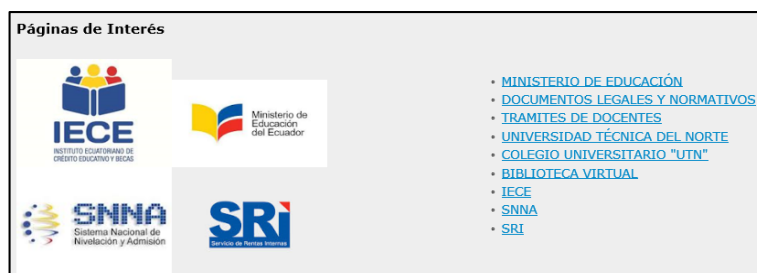 Páginas de Interés
IECE
INSTITUTO ECUATORIANO DE
CRÉDITO EDUCATIVO Y BECAS
Ministerio de
Educación
del Ecuador
SNNA
Sistema Nacional de
Nivelación y Admisión
SRi
Servicio de Rentas Internas
• MINISTERIO DE EDUCACIÓN
• DOCUMENTOS LEGALES Y NORMATIVOS
• TRAMITES DE DOCENTES
• UNIVERSIDAD TÉCNICA DEL NORTE
• COLEGIO UNIVERSITARIO "UTN"
• BIBLIOTECA VIRTUAL
• IECE
• SNNA
• SRI